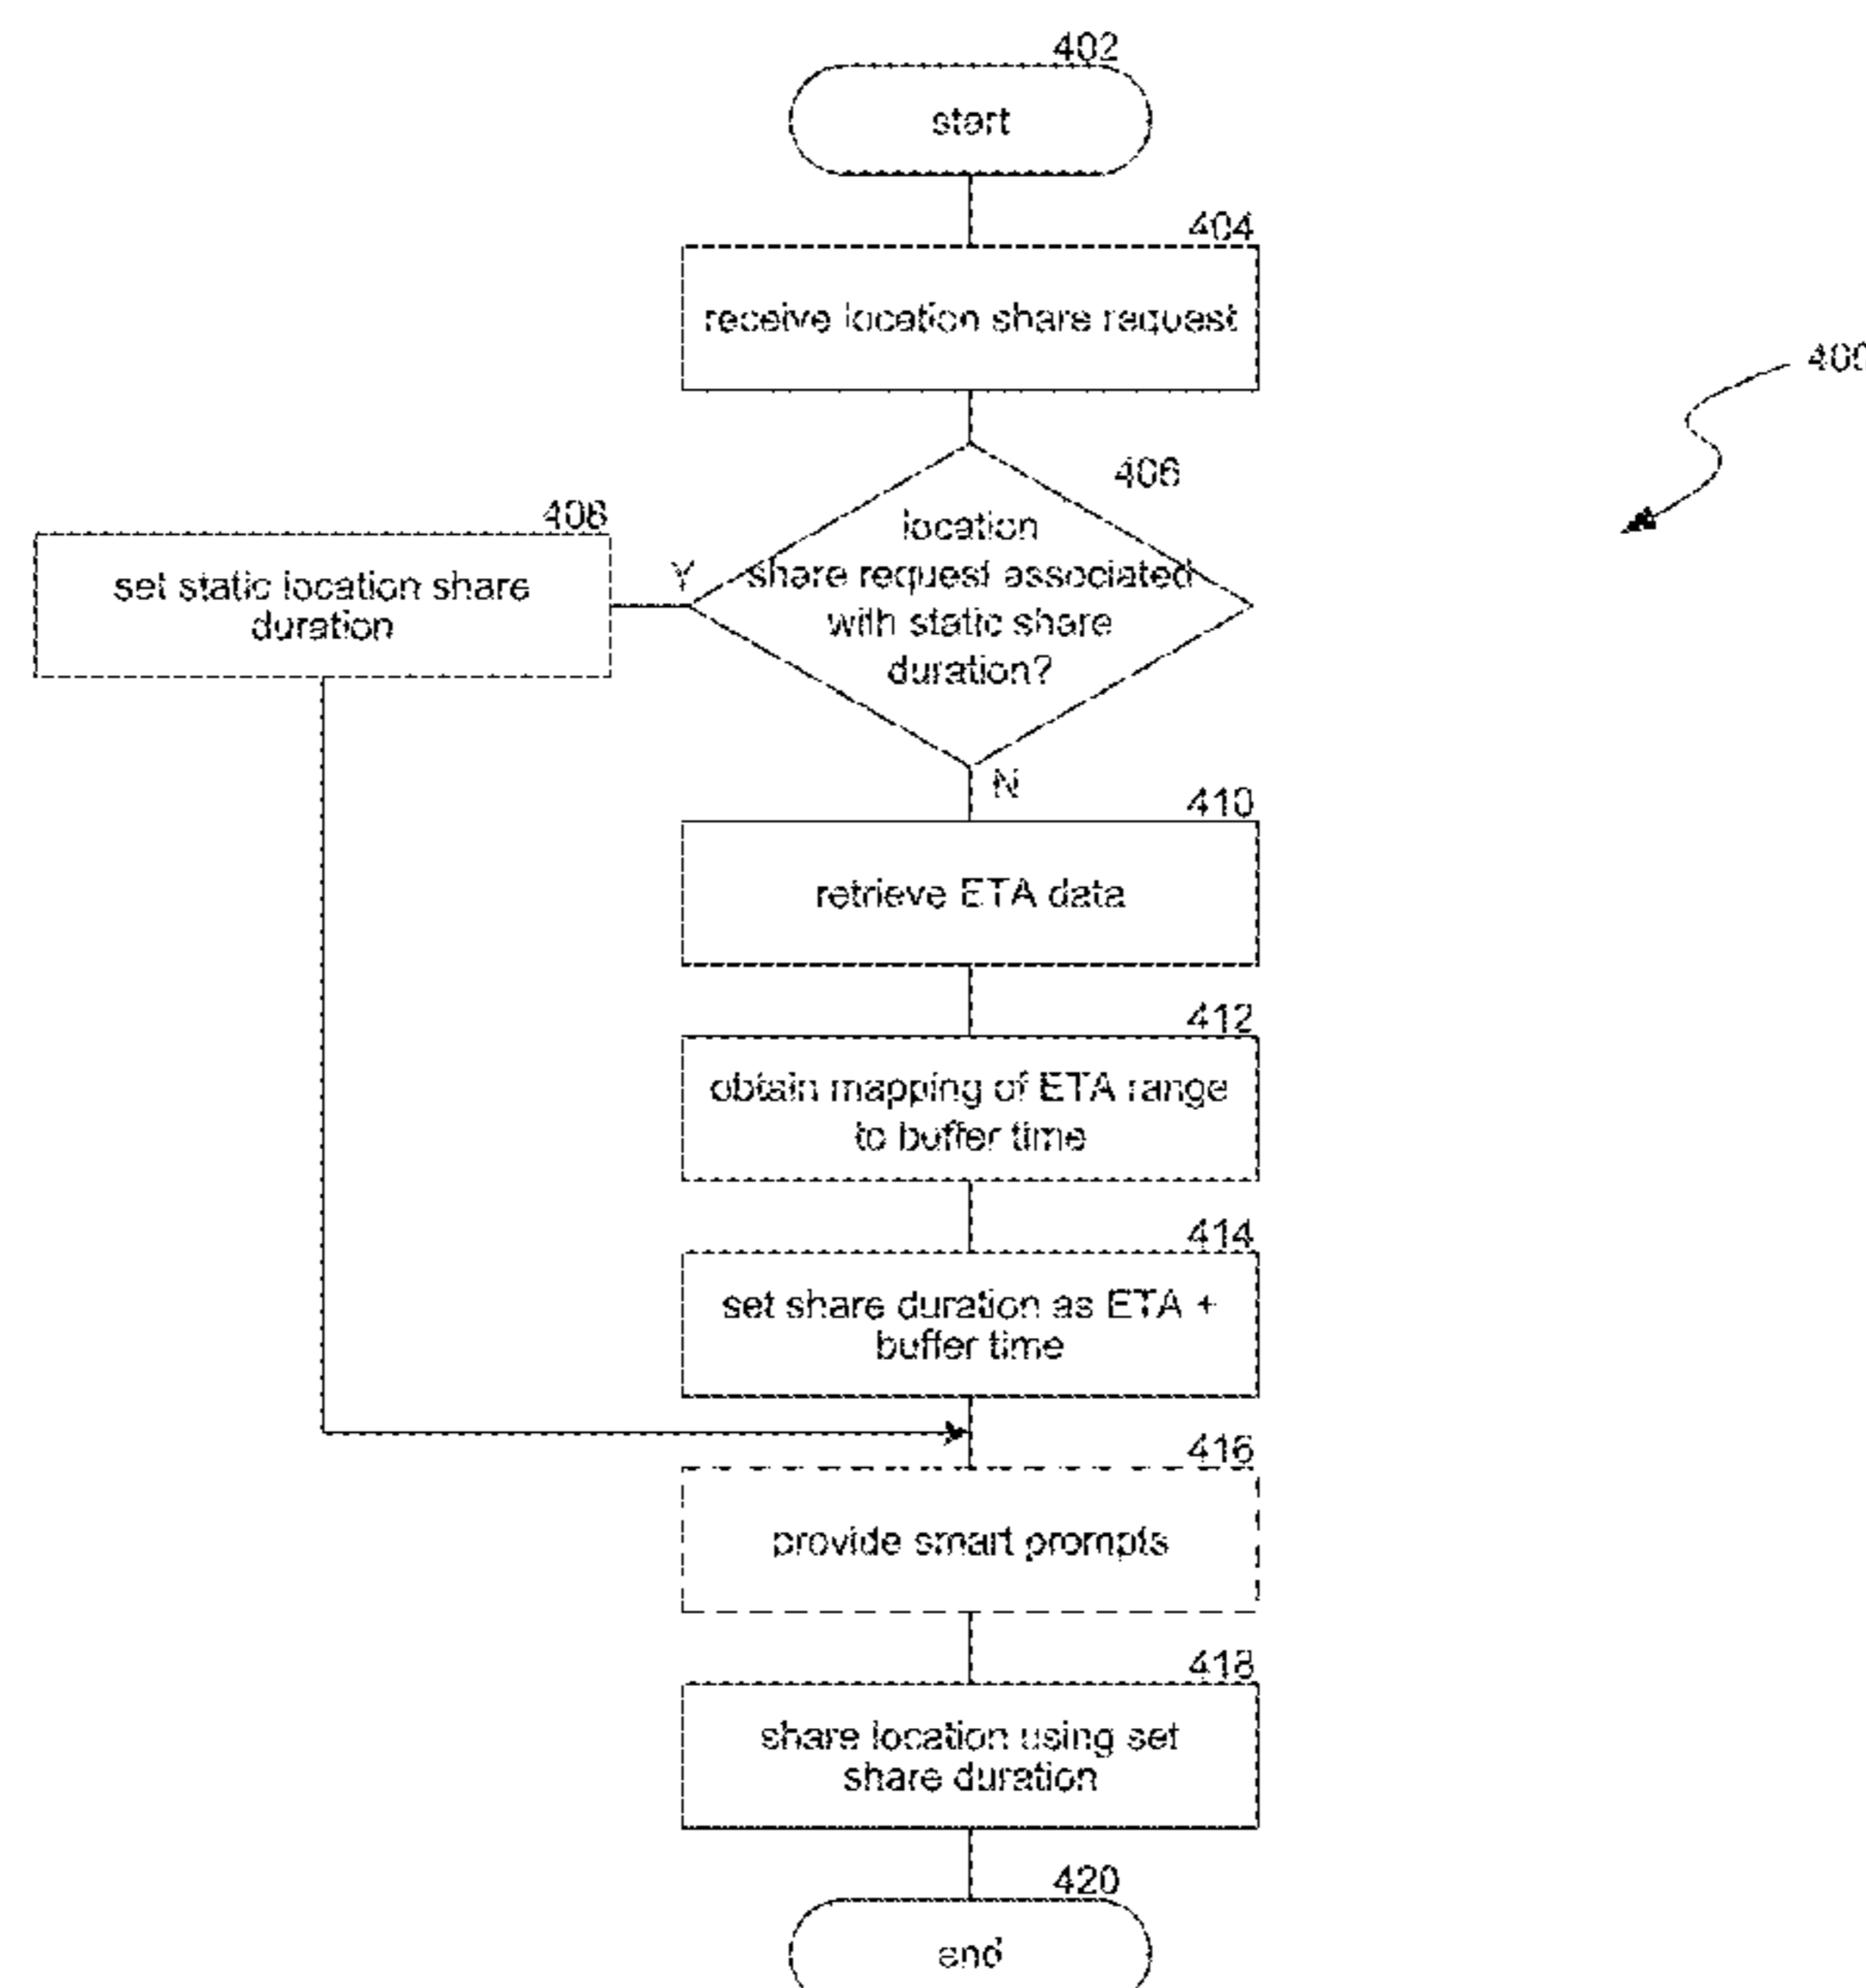 402
start
404
receive location share request
400
406
location
share request associated
with static share
duration?
Y
408
set static location share
duration
N
410
retrieve ETA data
412
obtain mapping of ETA range
to buffer time
414
set share duration as ETA +
buffer time
416
provide smart prompts
418
share location using set
share duration
420
end